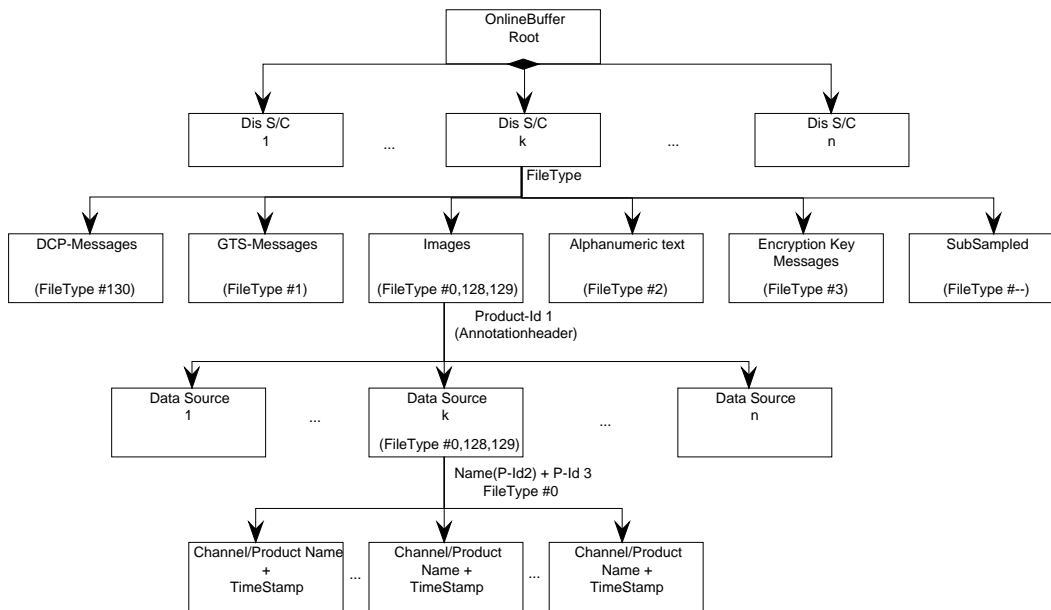 OnlineBuffer
Root
Dis S/C
1
...
Dis S/C
k
...
Dis S/C
n
FileType
DCP-Messages
(FileType #130)
GTS-Messages
(FileType #1)
Images
(FileType #0,128,129)
Alphanumeric text
(FileType #2)
Encryption Key
Messages
(FileType #3)
SubSampled
(FileType #--)
Product-Id 1
(Annotationheader)
Data Source
1
...
Data Source
k
(FileType #0,128,129)
...
Data Source
n
Name(P-Id2) + P-Id 3
FileType #0
Channel/Product Name
+
TimeStamp
...
Channel/Product
Name +
TimeStamp
...
Channel/Product
Name +
TimeStamp